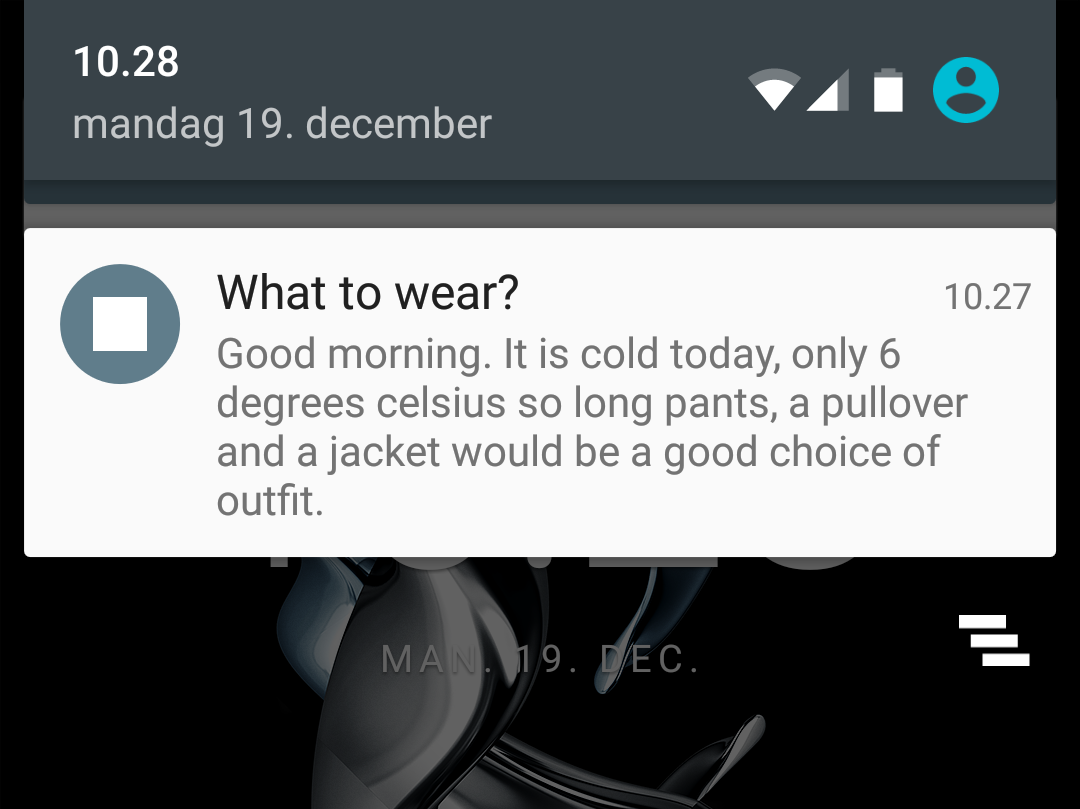 10.28
mandag 19. december
What to wear?
10.27
Good morning. It is cold today, only 6
degrees celsius so long pants, a pullover
and a jacket would be a good choice of
outfit.
MAN. 19. DEC.